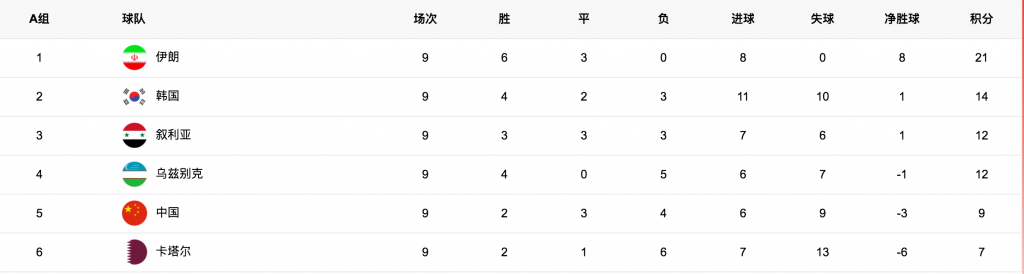 A组 球队 场次 胜 平 负 进球 失球 净胜球 积分
1 伊朗 9 6 3 0 8 0 8 21
2 韩国 9 4 2 3 11 10 1 14
3 叙利亚 9 3 3 3 7 6 1 12
4 乌兹别克 9 4 0 5 6 7 -1 12
5 中国 9 2 3 4 6 9 -3 9
6 卡塔尔 9 2 1 6 7 13 -6 7